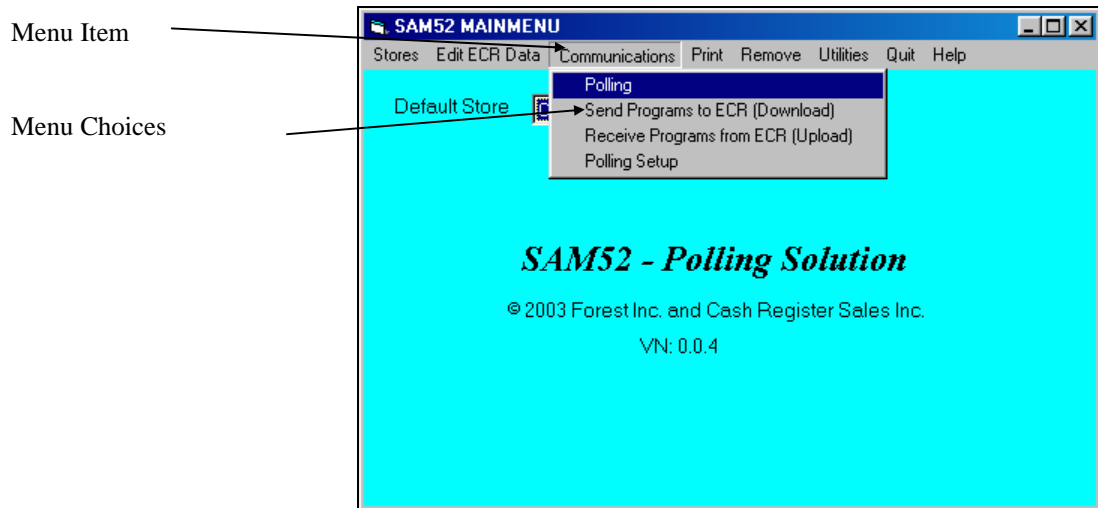 Menu Item
Menu Choices
SAM52 MAINMENU
Stores Edit ECR Data Communications Print Remove Utilities Quit Help
Polling
Default Store
Send Programs to ECR (Download)
Receive Programs from ECR (Upload)
Polling Setup
SAM52 - Polling Solution
© 2003 Forest Inc. and Cash Register Sales Inc.
VN: 0.0.4